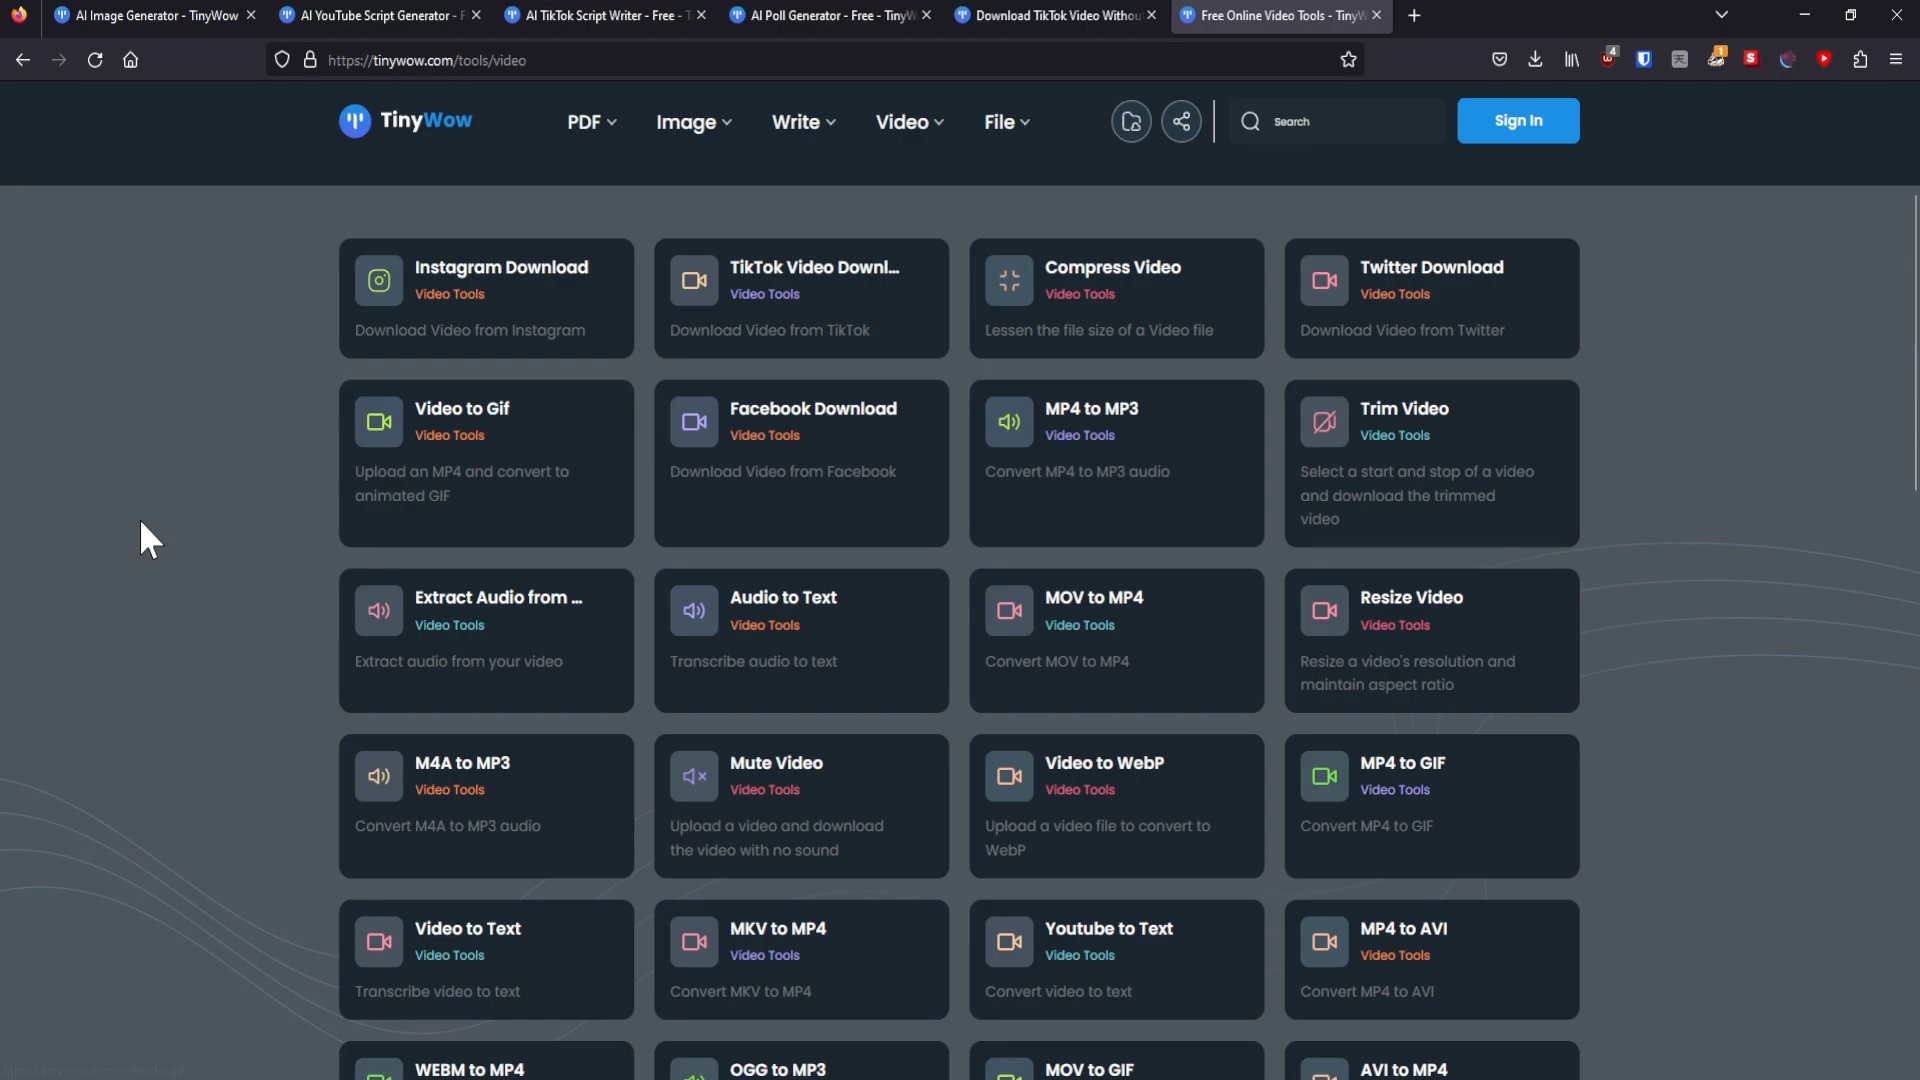 AI Image Generator - TinyWow
AI YouTube Script Generator - F
AI TikTok Script Writer - Free - T
AI Poll Generator - Free - TinyW
Download TikTok Video Withou
Free Online Video Tools - TinyW
https://tinywow.com/tools/video
4
1
TinyWow
PDF
Image
Write
Video
File
Search
Sign In
Instagram Download
Video Tools
Download Video from Instagram
TikTok Video Downl...
Video Tools
Download Video from TikTok
Compress Video
Video Tools
Lessen the file size of a Video file
Twitter Download
Video Tools
Download Video from Twitter
Video to Gif
Video Tools
Upload an MP4 and convert to
animated GIF
Facebook Download
Video Tools
Download Video from Facebook
MP4 to MP3
Video Tools
Convert MP4 to MP3 audio
Trim Video
Video Tools
Select a start and stop of a video
and download the trimmed
video
Extract Audio from ...
Video Tools
Extract audio from your video
Audio to Text
Video Tools
Transcribe audio to text
MOV to MP4
Video Tools
Convert MOV to MP4
Resize Video
Video Tools
Resize a video's resolution and
maintain aspect ratio
M4A to MP3
Video Tools
Convert M4A to MP3 audio
Mute Video
Video Tools
Upload a video and download
the video with no sound
Video to WebP
Video Tools
Upload a video file to convert to
WebP
MP4 to GIF
Video Tools
Convert MP4 to GIF
Video to Text
Video Tools
Transcribe video to text
MKV to MP4
Video Tools
Convert MKV to MP4
Youtube to Text
Video Tools
Convert video to text
MP4 to AVI
Video Tools
Convert MP4 to AVI
WEBM to MP4
OGG to MP3
MOV to GIF
AVI to MP4